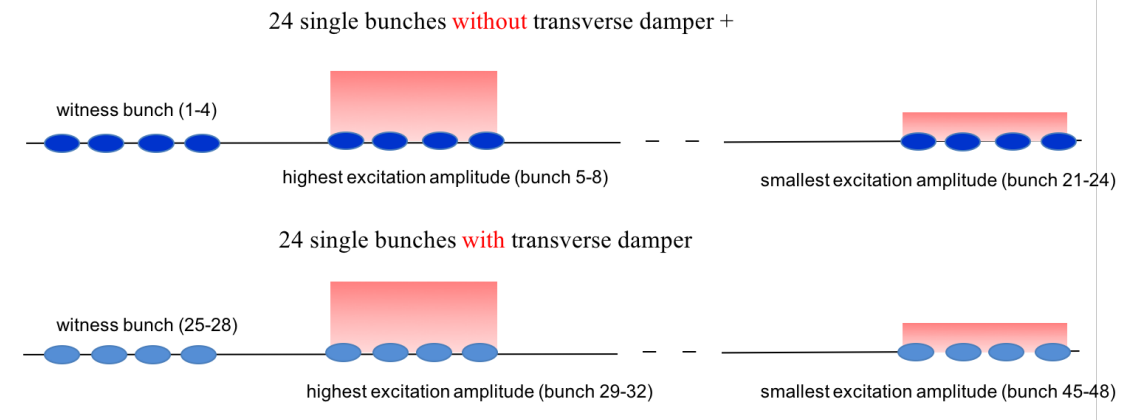 24 single bunches without transverse damper +
witness bunch (1-4)
highest excitation amplitude (bunch 5-8)
smallest excitation amplitude (bunch 21-24)
24 single bunches with transverse damper
witness bunch (25-28)
highest excitation amplitude (bunch 29-32)
smallest excitation amplitude (bunch 45-48)